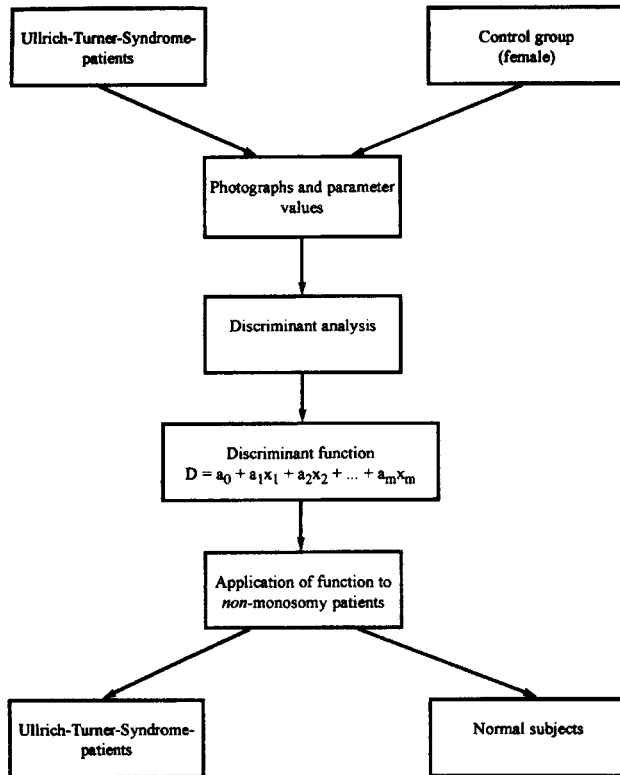 Ullrich-Turner-Syndrome-
patients
Control group
(female)
Photographs and parameter
values
Discriminant analysis
Discriminant function
D = a₀ + a₁x₁ + a₂x₂ + ... + aₘxₘ
Application of function to
non-monosomy patients
Ullrich-Turner-Syndrome-
patients
Normal subjects